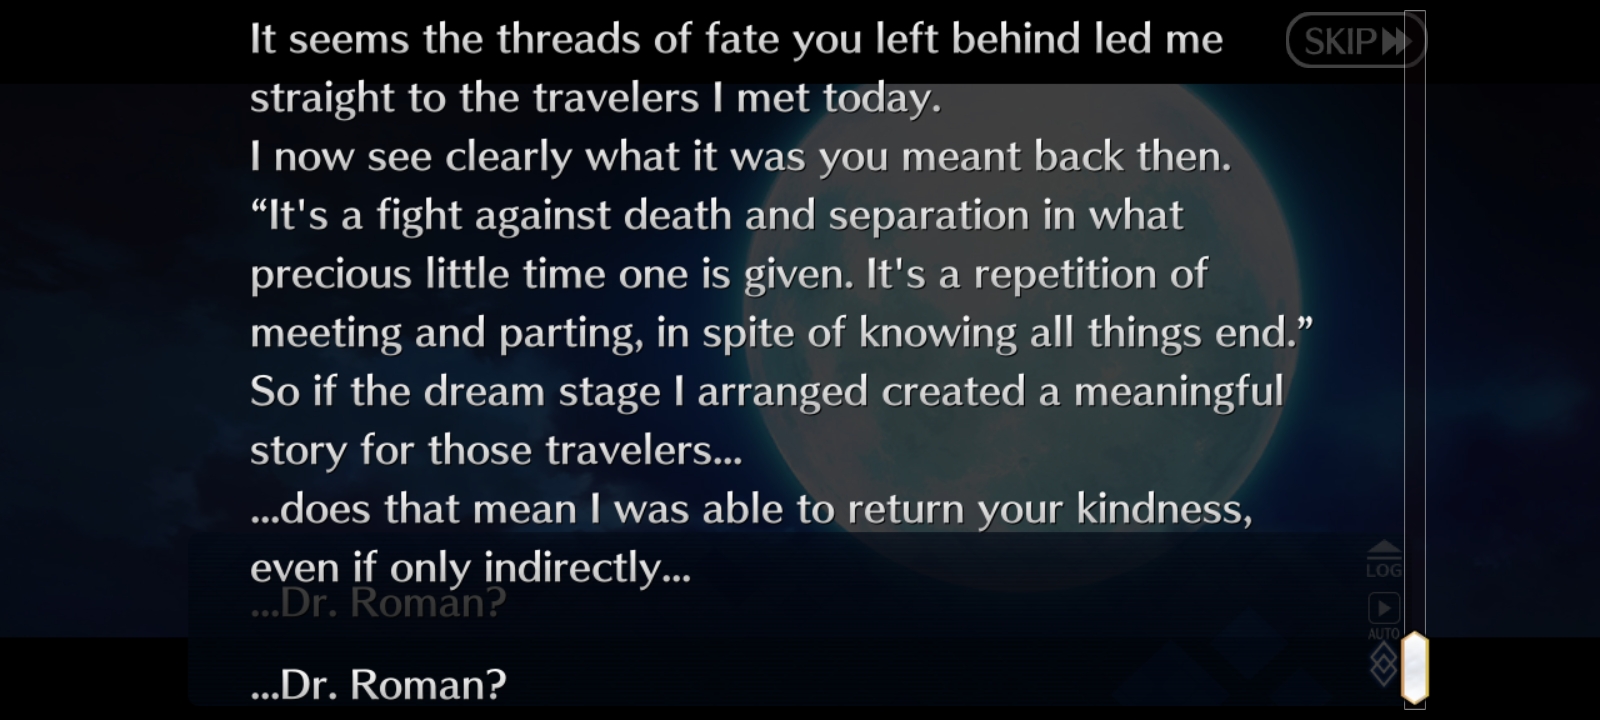 It seems the threads of fate you left behind led me
SKIP
straight to the travelers I met today.
I now see clearly what it was you meant back then.
“It's a fight against death and separation in what
precious little time one is given. It's a repetition of
meeting and parting, in spite of knowing all things end.”
So if the dream stage I arranged created a meaningful
story for those travelers...
...does that mean I was able to return your kindness,
even if only indirectly...
LOG
...Dr. Roman?
AUTO
...Dr. Roman?